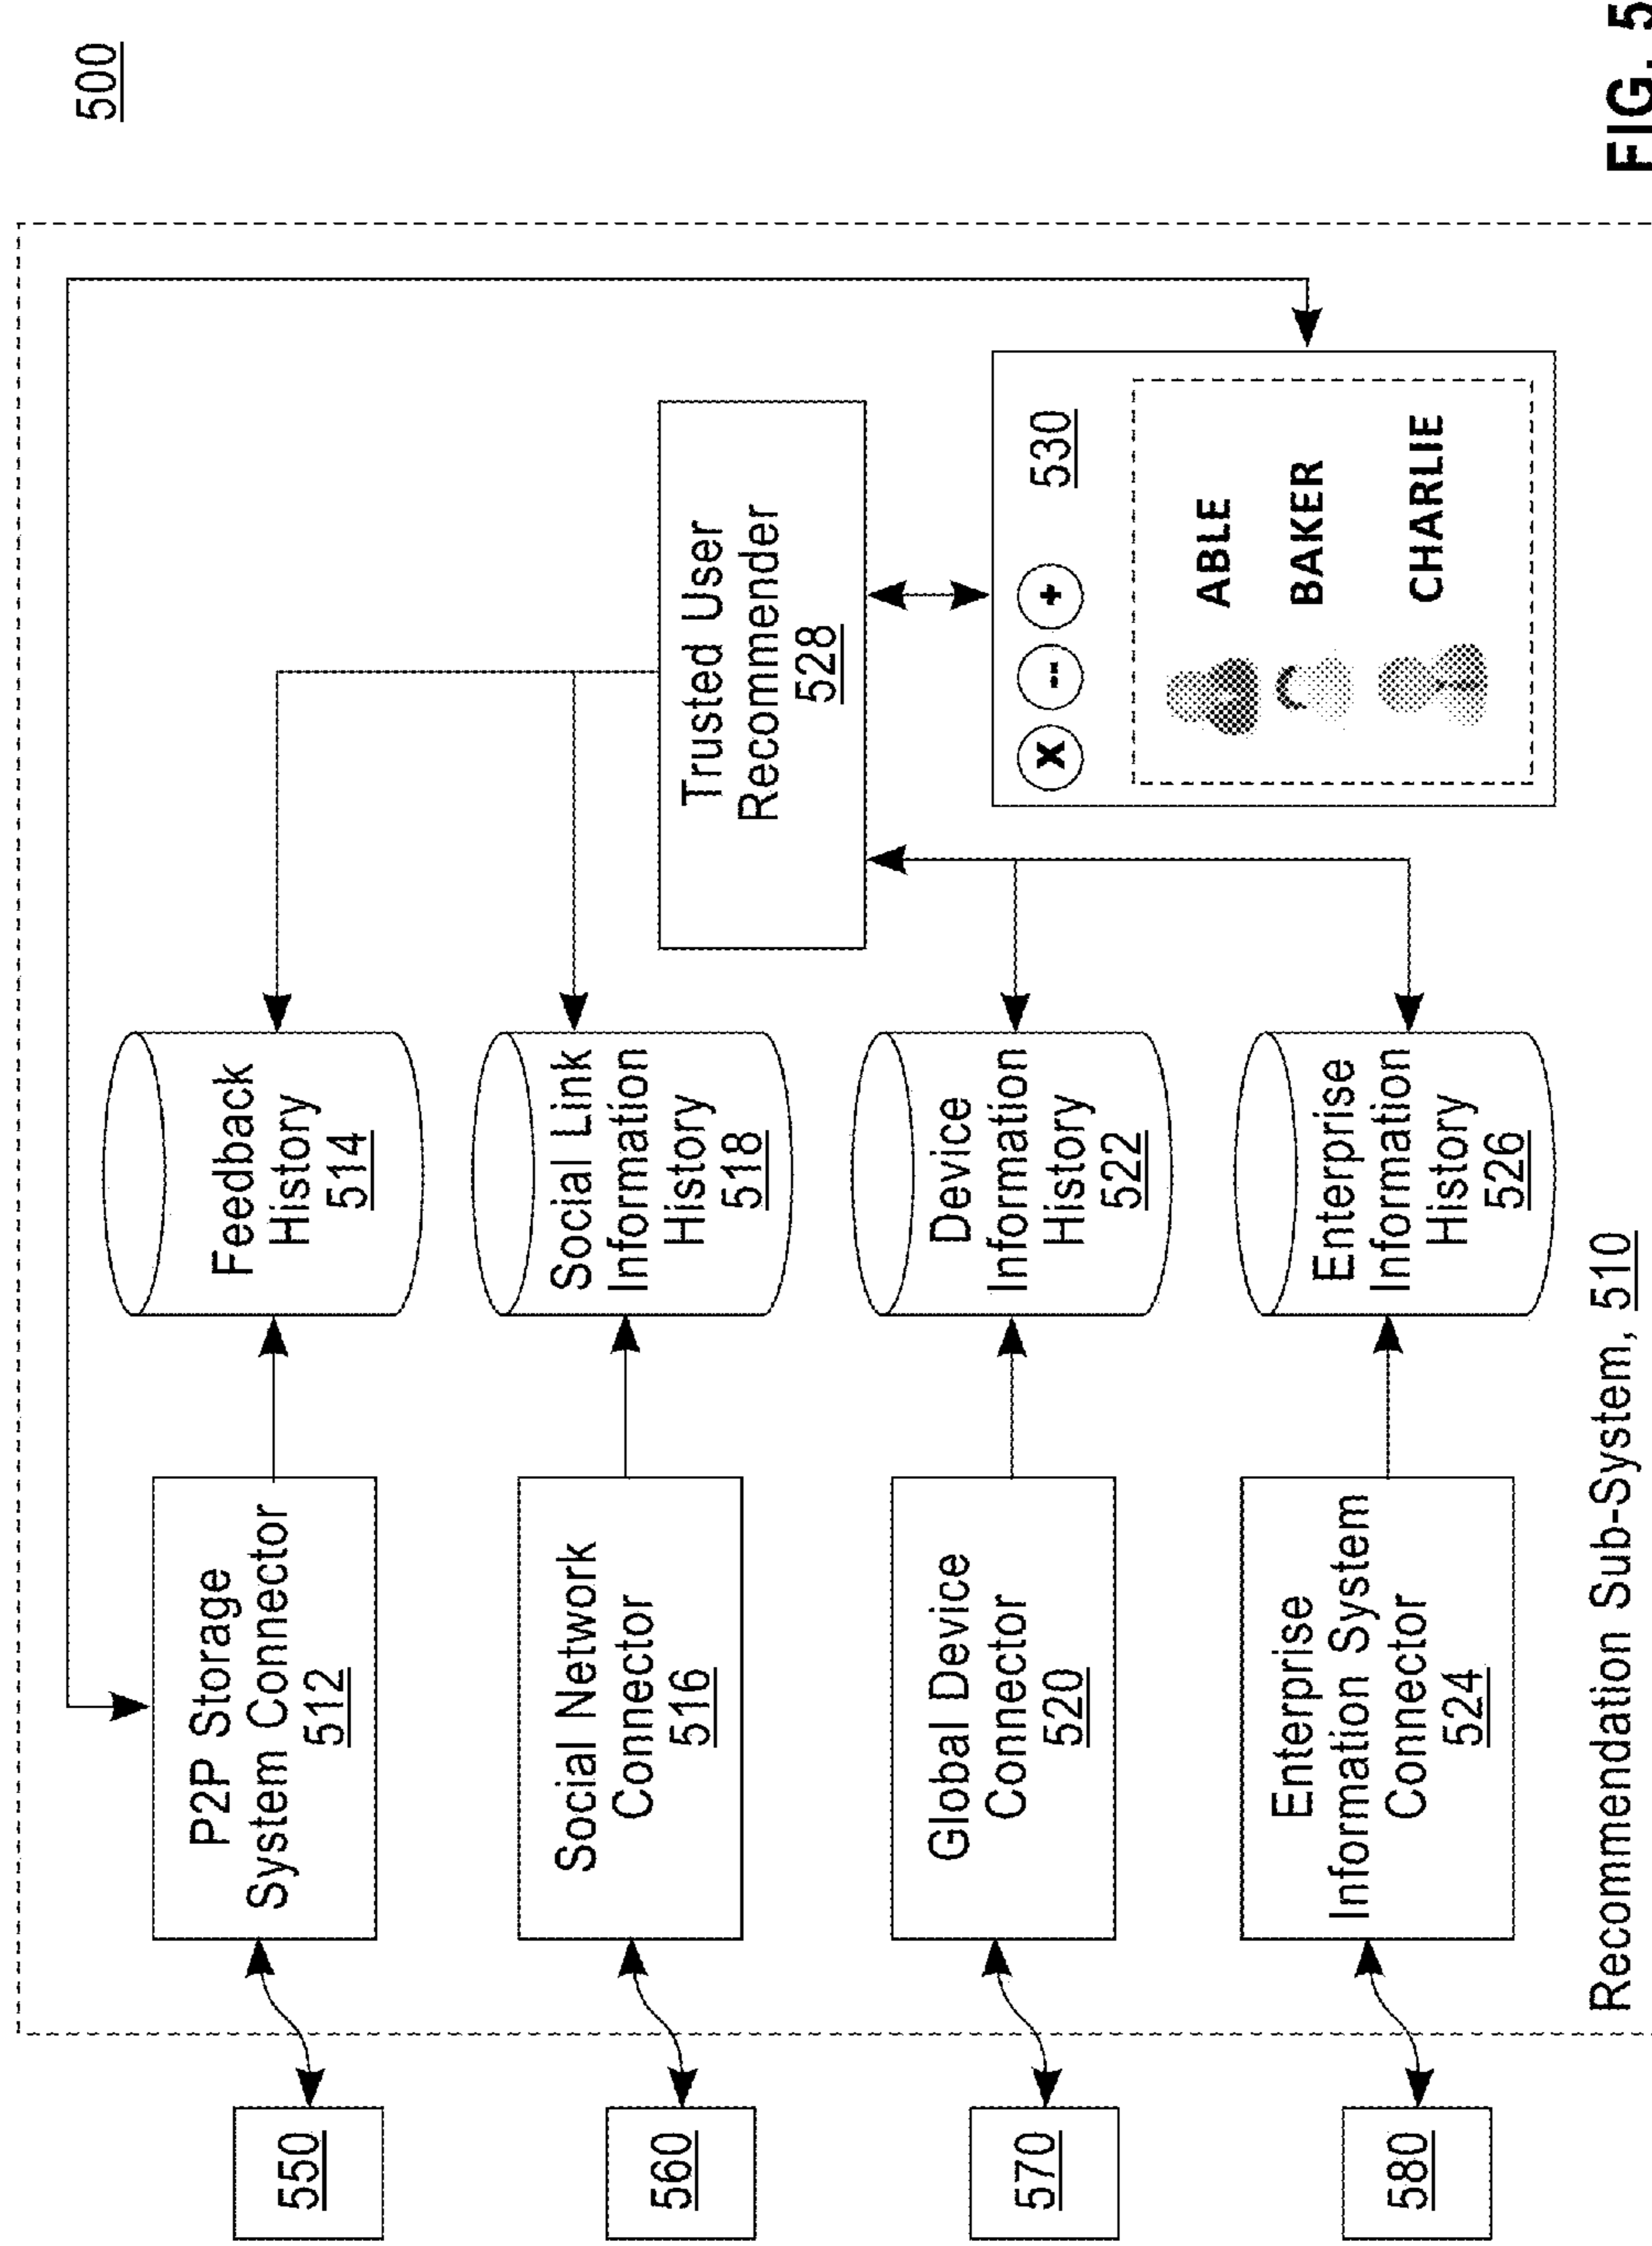 500
550
P2P Storage
System Connector
512
Feedback
History
514
560
Social Network
Connector
516
Social Link
Information
History
518
Trusted User
Recommender
528
570
Global Device
Connector
520
Device
Information
History
522
X
--
+
530
ABLE
BAKER
CHARLIE
580
Enterprise
Information System
Connector
524
Enterprise
Information
History
526
Recommendation Sub-System, 510
FIG. 5